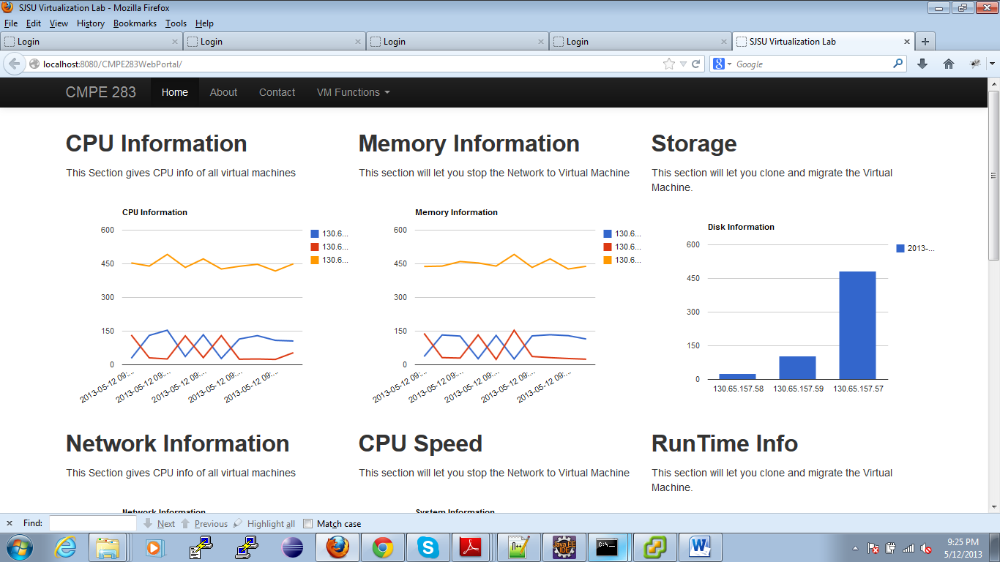 SJSU Virtualization Lab - Mozilla Firefox
File Edit View History Bookmarks Tools Help
Login Login Login Login SJSU Virtualization Lab
localhost:8080/CMPE283WebPortal/ Google
CMPE 283 Home About Contact VM Functions
CPU Information
This Section gives CPU info of all virtual machines
CPU Information
600
450
300
150
0
130.6...
130.6...
130.6...
2013-05-12 09:...
2013-05-12 09:...
2013-05-12 09:...
2013-05-12 09:...
2013-05-12 09:...
Memory Information
This section will let you stop the Network to Virtual Machine
Memory Information
600
450
300
150
0
130.6...
130.6...
130.6...
2013-05-12 09:...
2013-05-12 09:...
2013-05-12 09:...
2013-05-12 09:...
2013-05-12 09:...
Storage
This section will let you clone and migrate the Virtual
Machine.
Disk Information
600
450
300
150
0
2013-...
130.65.157.58 130.65.157.59 130.65.157.57
Network Information
This Section gives CPU info of all virtual machines
Network Information
CPU Speed
This section will let you stop the Network to Virtual Machine
System Information
RunTime Info
This section will let you clone and migrate the Virtual
Machine.
Find: Next Previous Highlight all Match case
Java EE
IDE
C:\-
9:25 PM
5/12/2013